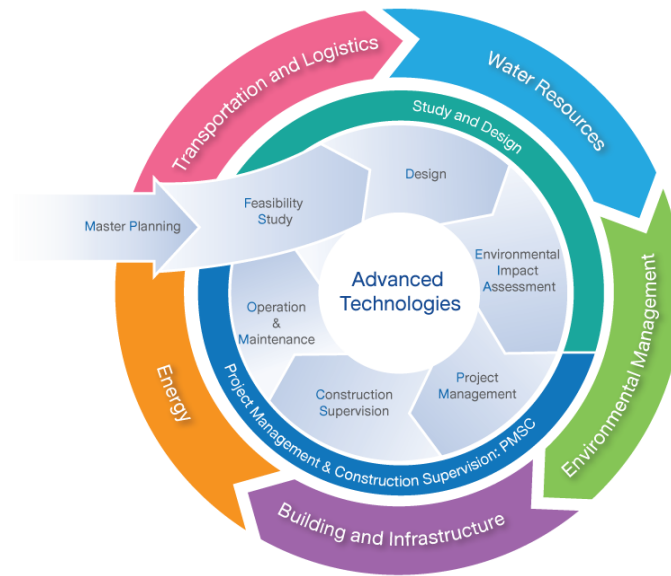 Transportation and Logistics
Water Resources
Study and Design
Master Planning
Feasibility
Study
Design
Environmental
Impact
Assessment
Advanced
Technologies
Operation
&
Maintenance
Construction
Supervision
Project
Management
Project Management & Construction Supervision: PMSC
Energy
Environmental Management
Building and Infrastructure